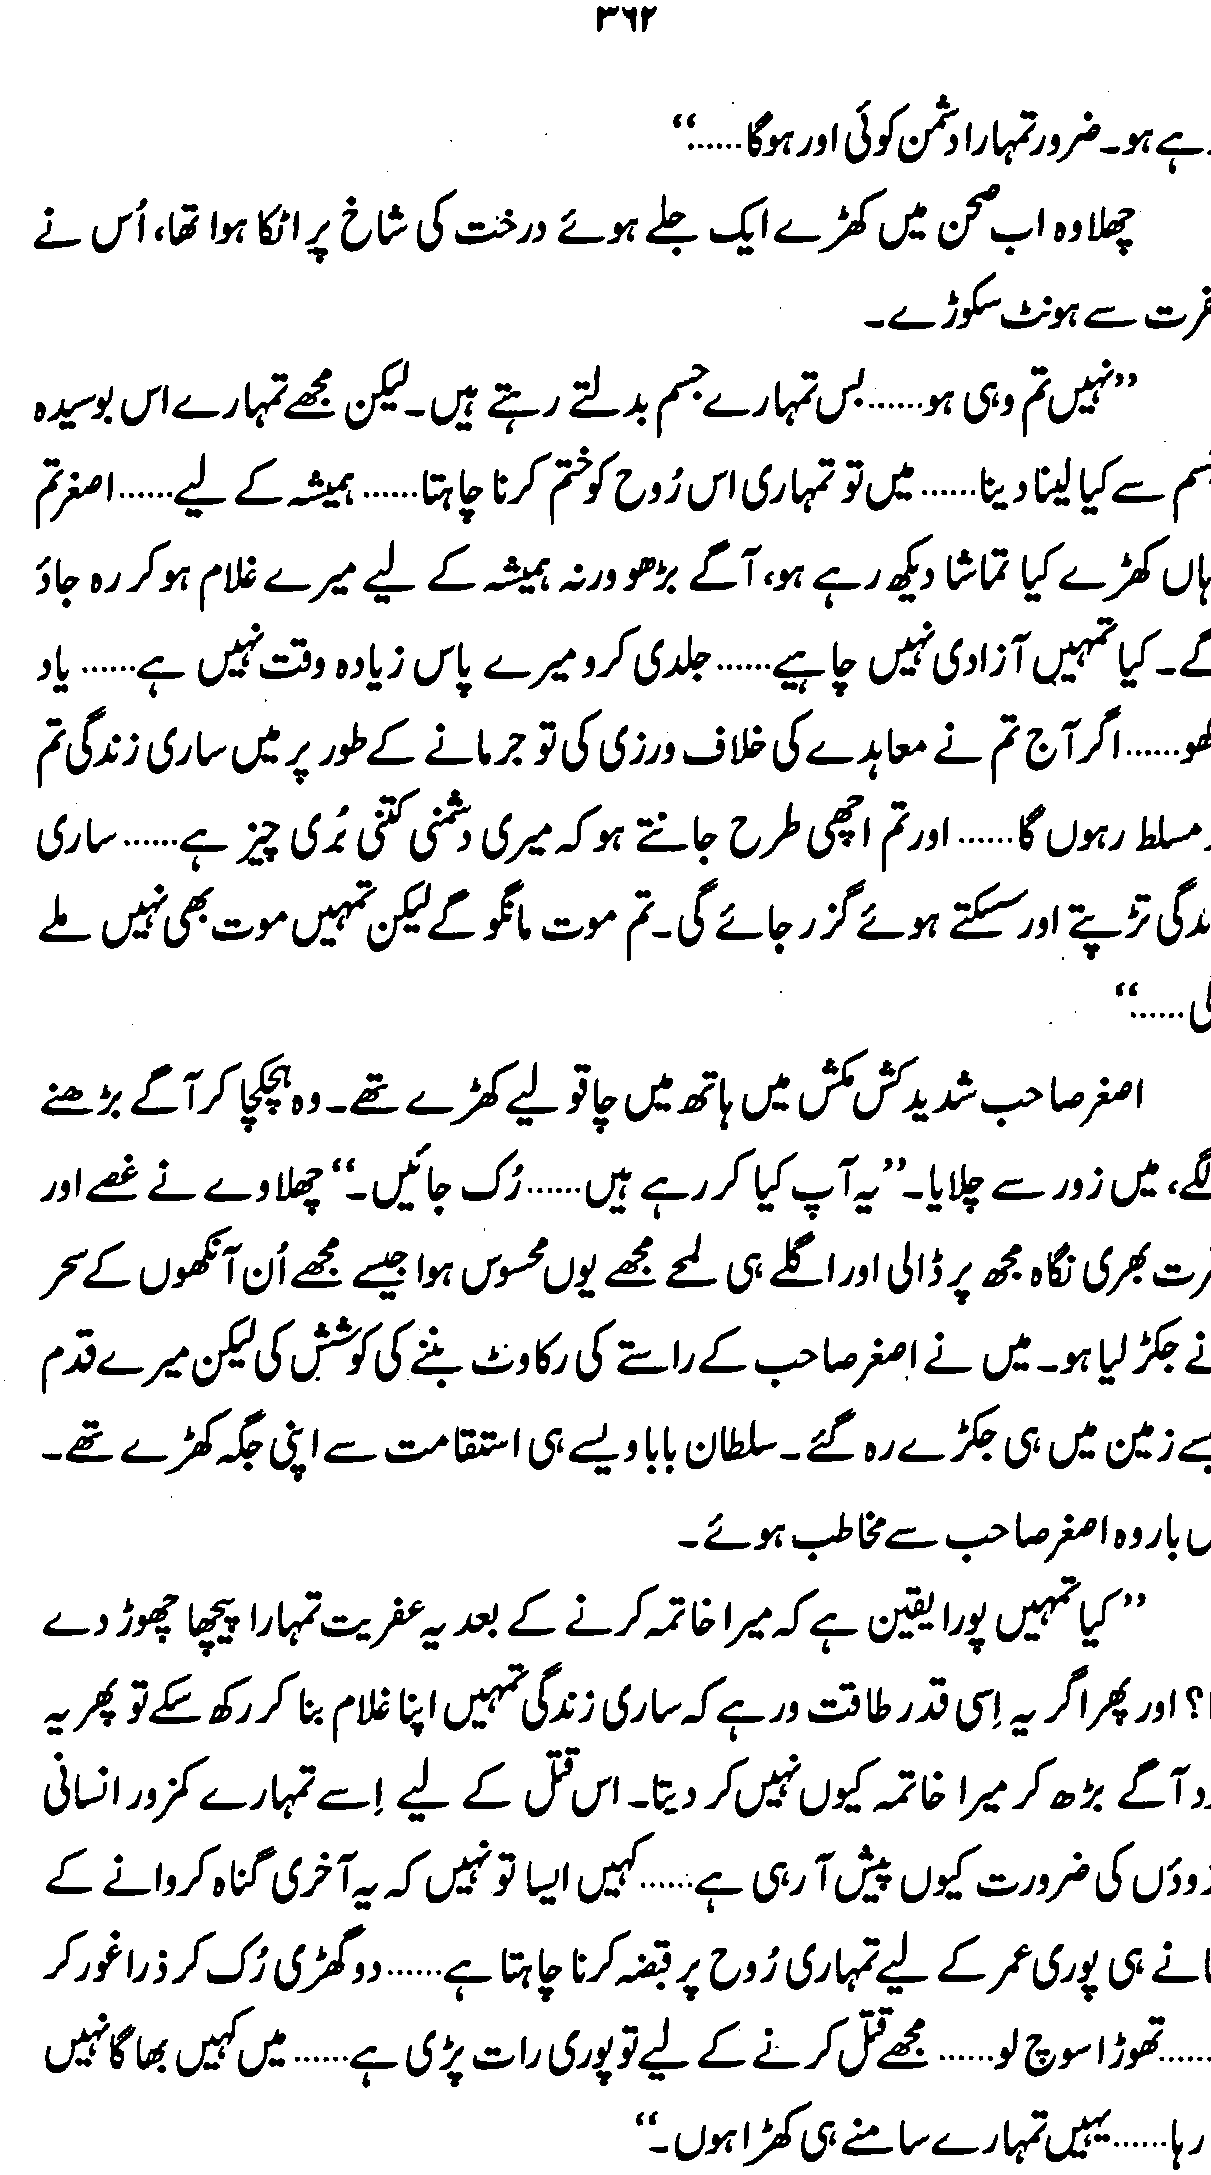 ۳۶۲
ہے ہو۔ ضرور تمہارا دشمن کوئی اور ہو گا......“
چھلاوہ اب صحن میں کھڑے ایک جلے ہوئے درخت کی شاخ پر اٹکا ہوا تھا، اُس نے
فرت سے ہونٹ سکوڑے۔
”نہیں تم وہی ہو......بس تمہارے جسم بدلتے رہتے ہیں۔ لیکن مجھے تمہارے اس بوسیدہ
سم سے کیا لینا دینا...... میں تو تمہاری اس رُوح کو ختم کرنا چاہتا...... ہمیشہ کے لیے......اصغر تم
ہاں کھڑے کیا تماشا دیکھ رہے ہو، آگے بڑھو ورنہ ہمیشہ کے لیے میرے غلام ہو کر رہ جاؤ
گے۔ کیا تمہیں آزادی نہیں چاہیے......جلدی کرو میرے پاس زیادہ وقت نہیں ہے...... یاد
کھو......اگر آج تم نے معاہدے کی خلاف ورزی کی تو جرمانے کے طور پر میں ساری زندگی تم
ر مسلط رہوں گا...... اور تم اچھی طرح جانتے ہو کہ میری دشمنی کتنی بُری چیز ہے...... ساری
ندگی تڑپتے اور سسکتے ہوئے گزر جائے گی۔ تم موت مانگو گے لیکن تمہیں موت بھی نہیں ملے
گی......“
اصغر صاحب شدید کش مکش میں ہاتھ میں چاقو لیے کھڑے تھے۔ وہ ہچکچا کر آگے بڑھنے
لگے، میں زور سے چلایا۔ ”یہ آپ کیا کر رہے ہیں......رُک جائیں۔“ چھلاوے نے غصے اور
رت بھری نگاہ مجھ پر ڈالی اور اگلے ہی لمحے مجھے یوں محسوس ہوا جیسے مجھے اُن آنکھوں کے سحر
نے جکڑ لیا ہو۔ میں نے اصغر صاحب کے راستے کی رکاوٹ بننے کی کوشش کی لیکن میرے قدم
سے زمین میں ہی جکڑے رہ گئے۔ سلطان بابا ویسے ہی استقامت سے اپنی جگہ کھڑے تھے۔
س بار وہ اصغر صاحب سے مخاطب ہوئے۔
”کیا تمہیں پورا یقین ہے کہ میرا خاتمہ کرنے کے بعد یہ عفریت تمہارا پیچھا چھوڑ دے
ا؟ اور پھر اگر یہ اِسی قدر طاقت ور ہے کہ ساری زندگی تمہیں اپنا غلام بنا کر رکھ سکے تو پھر یہ
ود آگے بڑھ کر میرا خاتمہ کیوں نہیں کر دیتا۔ اس قتل کے لیے اِسے تمہارے کمزور انسانی
زوؤں کی ضرورت کیوں پیش آ رہی ہے......کہیں ایسا تو نہیں کہ یہ آخری گناہ کروانے کے
انے ہی پوری عمر کے لیے تمہاری رُوح پر قبضہ کرنا چاہتا ہے......دو گھڑی رُک کر ذرا غور کر
......تھوڑا سوچ لو...... مجھے قتل کرنے کے لیے تو پوری رات پڑی ہے...... میں کہیں بھاگا نہیں
رہا......یہیں تمہارے سامنے ہی کھڑا ہوں۔“